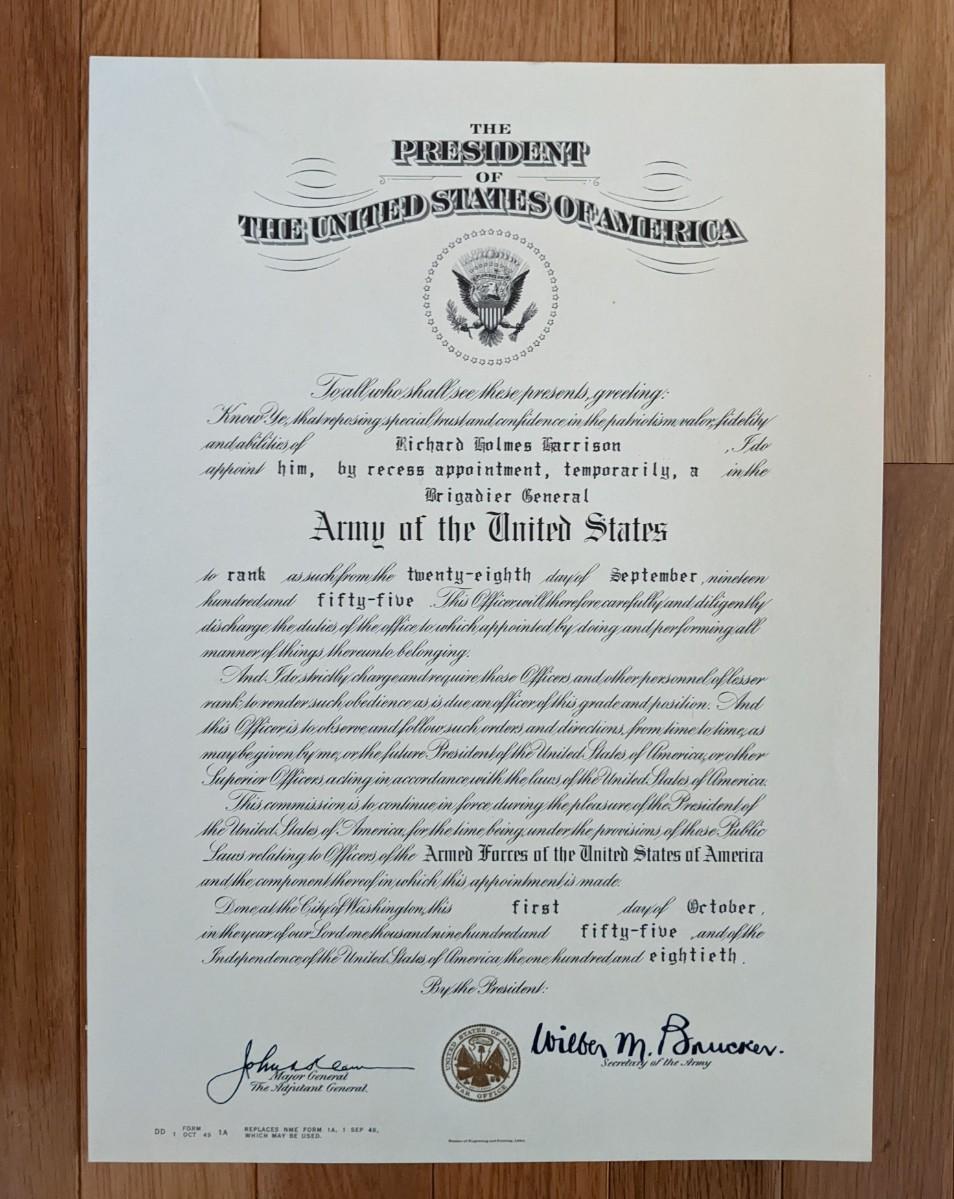 THE
PRESIDENT
OF
THE UNITED STATES OF AMERICA
To all who shall see these presents, greeting:
Know Ye, that reposing special trust and confidence in the patriotism, valor, fidelity
and abilities of Richard Holmes Harrison , I do
appoint him, by recess appointment, temporarily, a in the
Brigadier General
Army of the United States
to rank as such from the twenty-eighth day of September, nineteen
hundred and fifty-five . This Officer will therefore carefully and diligently
discharge the duties of the office to which appointed by doing and performing all
manner of things thereunto belonging.
And I do strictly charge and require those Officers and other personnel of lesser
rank to render such obedience as is due an officer of this grade and position. And
this Officer is to observe and follow such orders and directions, from time to time, as
may be given by me, or the future President of the United States of America, or other
Superior Officers acting in accordance with the laws of the United States of America.
This commission is to continue in force during the pleasure of the President of
the United States of America, for the time being, under the provisions of those Public
Laws relating to Officers of the Armed Forces of the United States of America
and the component thereof in which this appointment is made.
Done at the City of Washington, this first day of October,
in the year of our Lord one thousand nine hundred and fifty-five , and of the
Independence of the United States of America the one hundred and eightieth .
By the President:
John A. Klein
Major General
The Adjutant General.
UNITED STATES OF AMERICA
WAR OFFICE
Wilber M. Brucker.
Secretary of the Army
DD FORM 1 OCT 49 1A REPLACES NME FORM 1A, 1 SEP 48,
WHICH MAY BE USED.